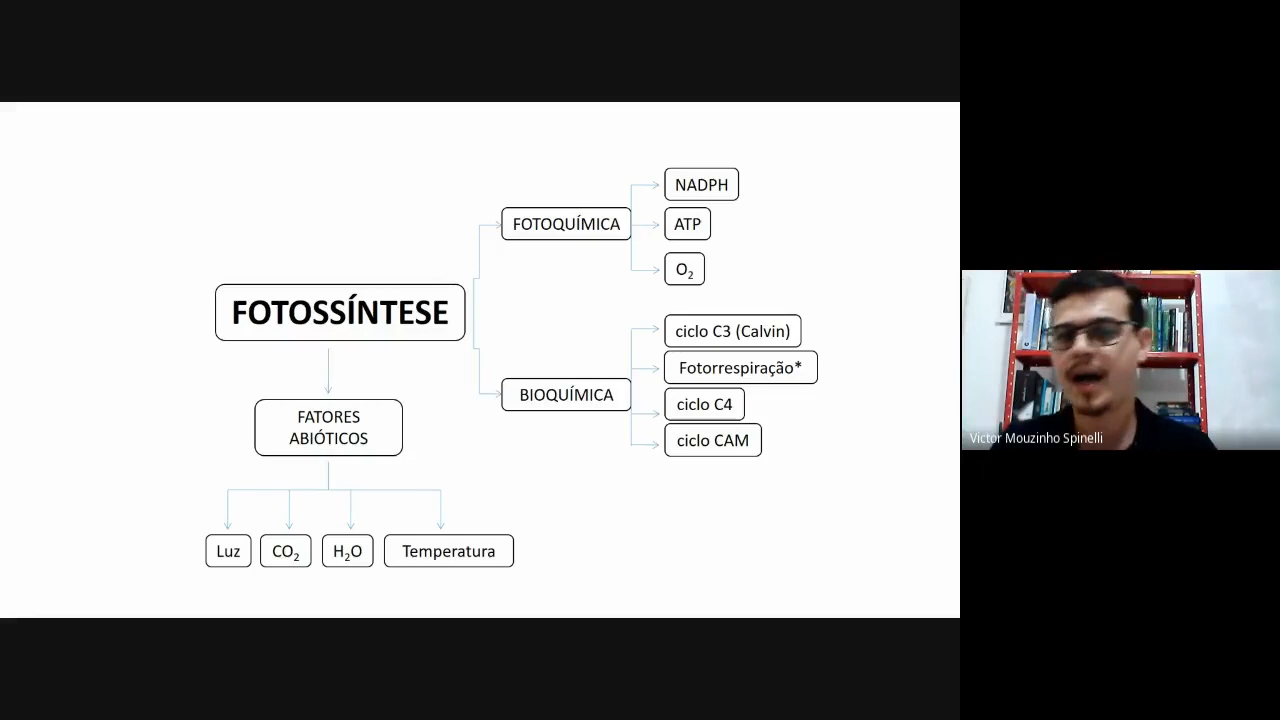 NADPH
FOTOQUÍMICA
ATP
O₂
FOTOSSÍNTESE
ciclo C3 (Calvin)
Fotorrespiração*
BIOQUÍMICA
ciclo C4
ciclo CAM
FATORES
ABIÓTICOS
Luz
CO₂
H₂O
Temperatura
Victor Mouzinho Spinelli